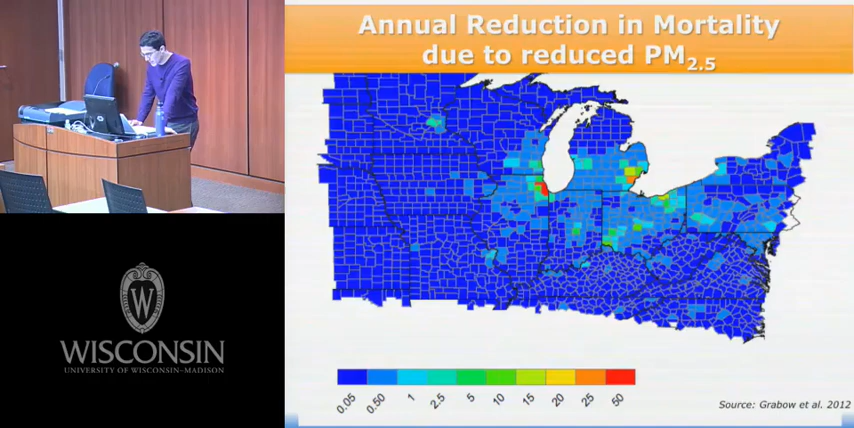 Annual Reduction in Mortality
due to reduced PM2.5
W
WISCONSIN
UNIVERSITY OF WISCONSIN–MADISON
0.05 0.50 1 2.5 5 10 15 20 25 50
Source: Grabow et al. 2012